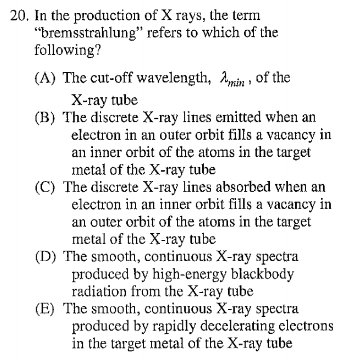 20. In the production of X rays, the term
"bremsstrahlung" refers to which of the
following?
(A) The cut-off wavelength, λmin , of the
X-ray tube
(B) The discrete X-ray lines emitted when an
electron in an outer orbit fills a vacancy in
an inner orbit of the atoms in the target
metal of the X-ray tube
(C) The discrete X-ray lines absorbed when an
electron in an inner orbit fills a vacancy in
an outer orbit of the atoms in the target
metal of the X-ray tube
(D) The smooth, continuous X-ray spectra
produced by high-energy blackbody
radiation from the X-ray tube
(E) The smooth, continuous X-ray spectra
produced by rapidly decelerating electrons
in the target metal of the X-ray tube